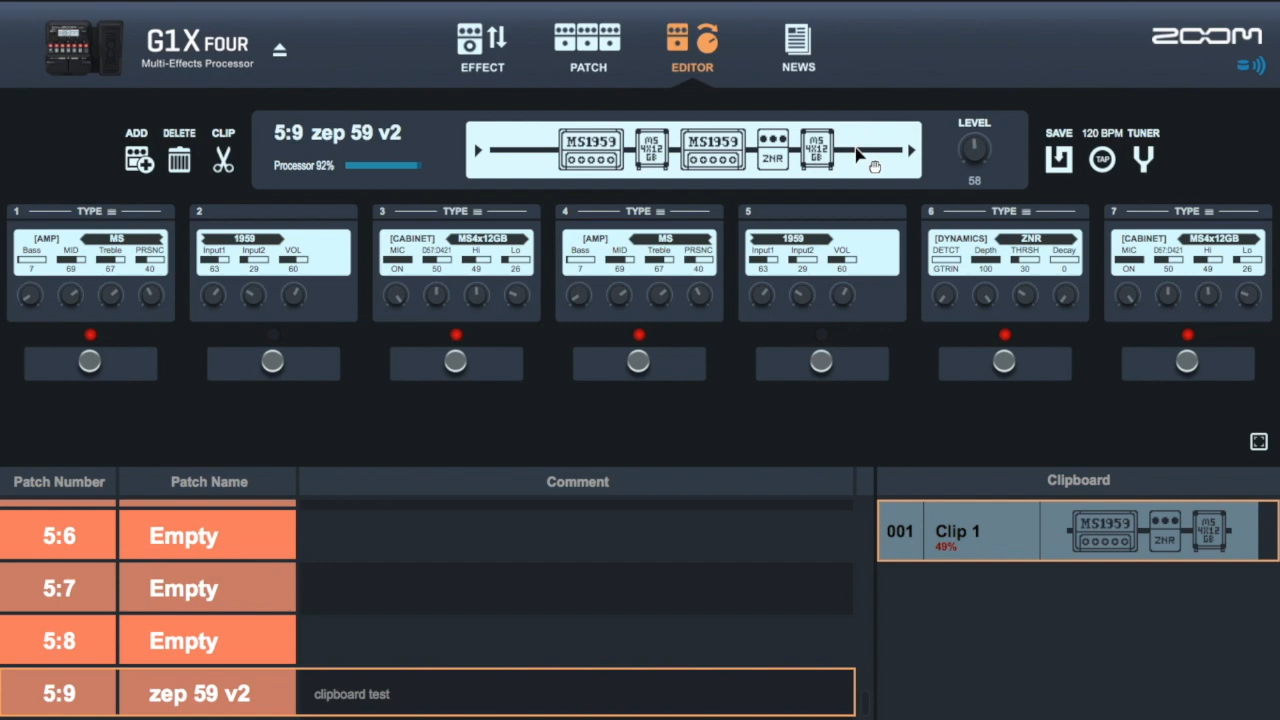 G1X FOUR
Multi-Effects Processor
EFFECT
PATCH
EDITOR
NEWS
ZOOM
ADD
DELETE
CLIP
5:9 zep 59 v2
Processor 92%
MS1959
MS 4X12 GB
MS1959
ZNR
MS 4X12 GB
LEVEL
58
SAVE
120 BPM
TAP
TUNER
1 TYPE
[AMP] MS
Bass MID Treble PRSNC
7 69 67 40
2
1959
Input1 Input2 VOL
63 29 60
3 TYPE
[CABINET] MS4x12GB
MIC D57:D421 Hi Lo
ON 50 49 26
4 TYPE
[AMP] MS
Bass MID Treble PRSNC
7 69 67 40
5
1959
Input1 Input2 VOL
63 29 60
6 TYPE
[DYNAMICS] ZNR
DETCT Depth THRSH Decay
GTRIN 100 30 0
7 TYPE
[CABINET] MS4x12GB
MIC D57:D421 Hi Lo
ON 50 49 26
Patch Number Patch Name Comment
5:6 Empty
5:7 Empty
5:8 Empty
5:9 zep 59 v2 clipboard test
Clipboard
001 Clip 1
49%
MS1959
ZNR
MS 4X12 GB